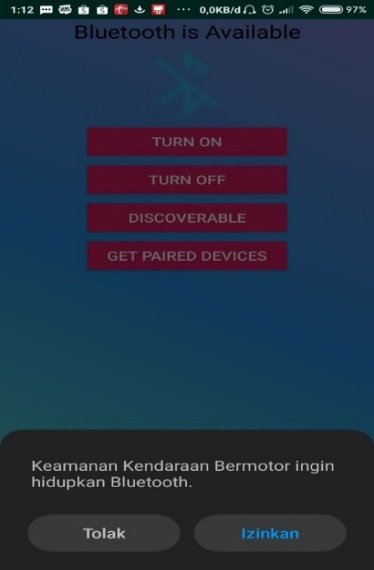 1:12 ... 0,0KB/d 97%
Bluetooth is Available
TURN ON
TURN OFF
DISCOVERABLE
GET PAIRED DEVICES
Keamanan Kendaraan Bermotor ingin
hidupkan Bluetooth.
Tolak Izinkan